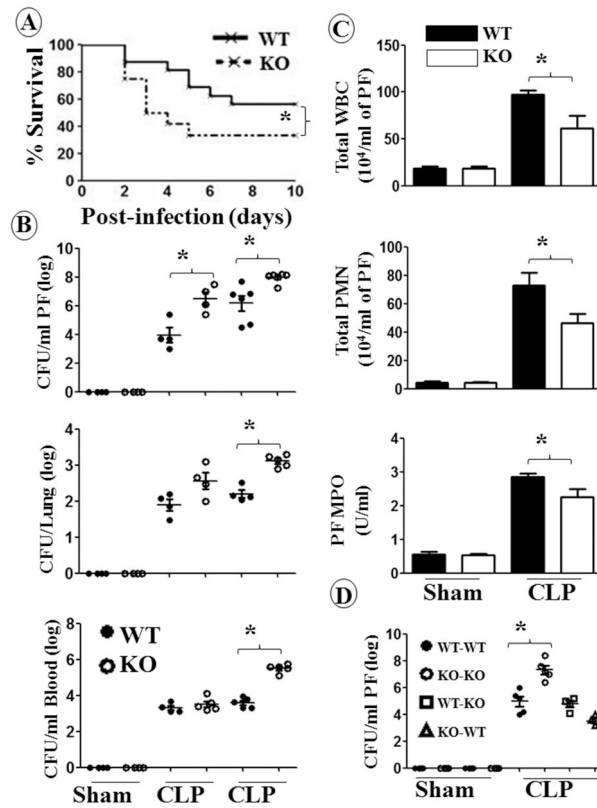 A
100
80
60
40
20
0
% Survival
WT
KO
*
0 2 4 6 8 10
Post-infection (days)
B
10
8
6
4
2
0
CFU/ml PF (log)
* *
4
3
2
1
0
CFU/Lung (log)
*
6
4
2
0
CFU/ml Blood (log)
WT
KO
*
Sham CLP CLP
C
WT
KO
150
100
50
0
Total WBC
(10⁴/ml of PF)
*
100
80
60
40
20
0
Total PMN
(10⁴/ml of PF)
*
4
3
2
1
0
PF MPO
(U/ml)
*
Sham CLP
D
10
8
6
4
2
0
CFU/ml PF (log)
WT-WT
KO-KO
WT-KO
KO-WT
*
Sham CLP